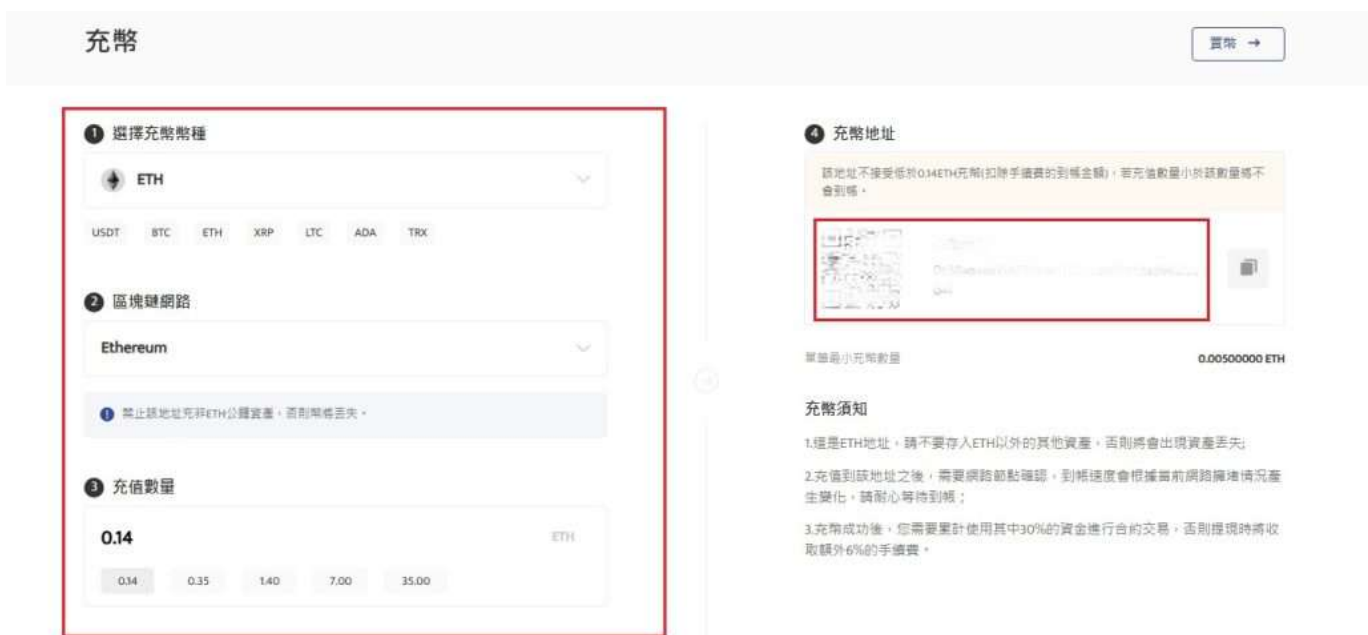 充幣
買幣 →
1 選擇充幣幣種
ETH
USDT BTC ETH XRP LTC ADA TRX
2 區塊鏈網路
Ethereum
禁止該地址充非ETH公鏈資產,否則幣將丟失。
3 充值數量
0.14 ETH
0.14 0.35 1.40 7.00 35.00
4 充幣地址
該地址不接受低於0.14ETH充幣(扣除手續費的到帳金額),若充值數量小於該數量將不
會到帳。
單筆最小充幣數量 0.00500000 ETH
充幣須知
1.這是ETH地址,請不要存入ETH以外的其他資產,否則將會出現資產丟失;
2.充值到該地址之後,需要網路節點確認,到帳速度會根據當前網路擁堵情況產
生變化,請耐心等待到帳;
3.充幣成功後,您需要累計使用其中30%的資金進行合約交易,否則提現時將收
取額外6%的手續費。